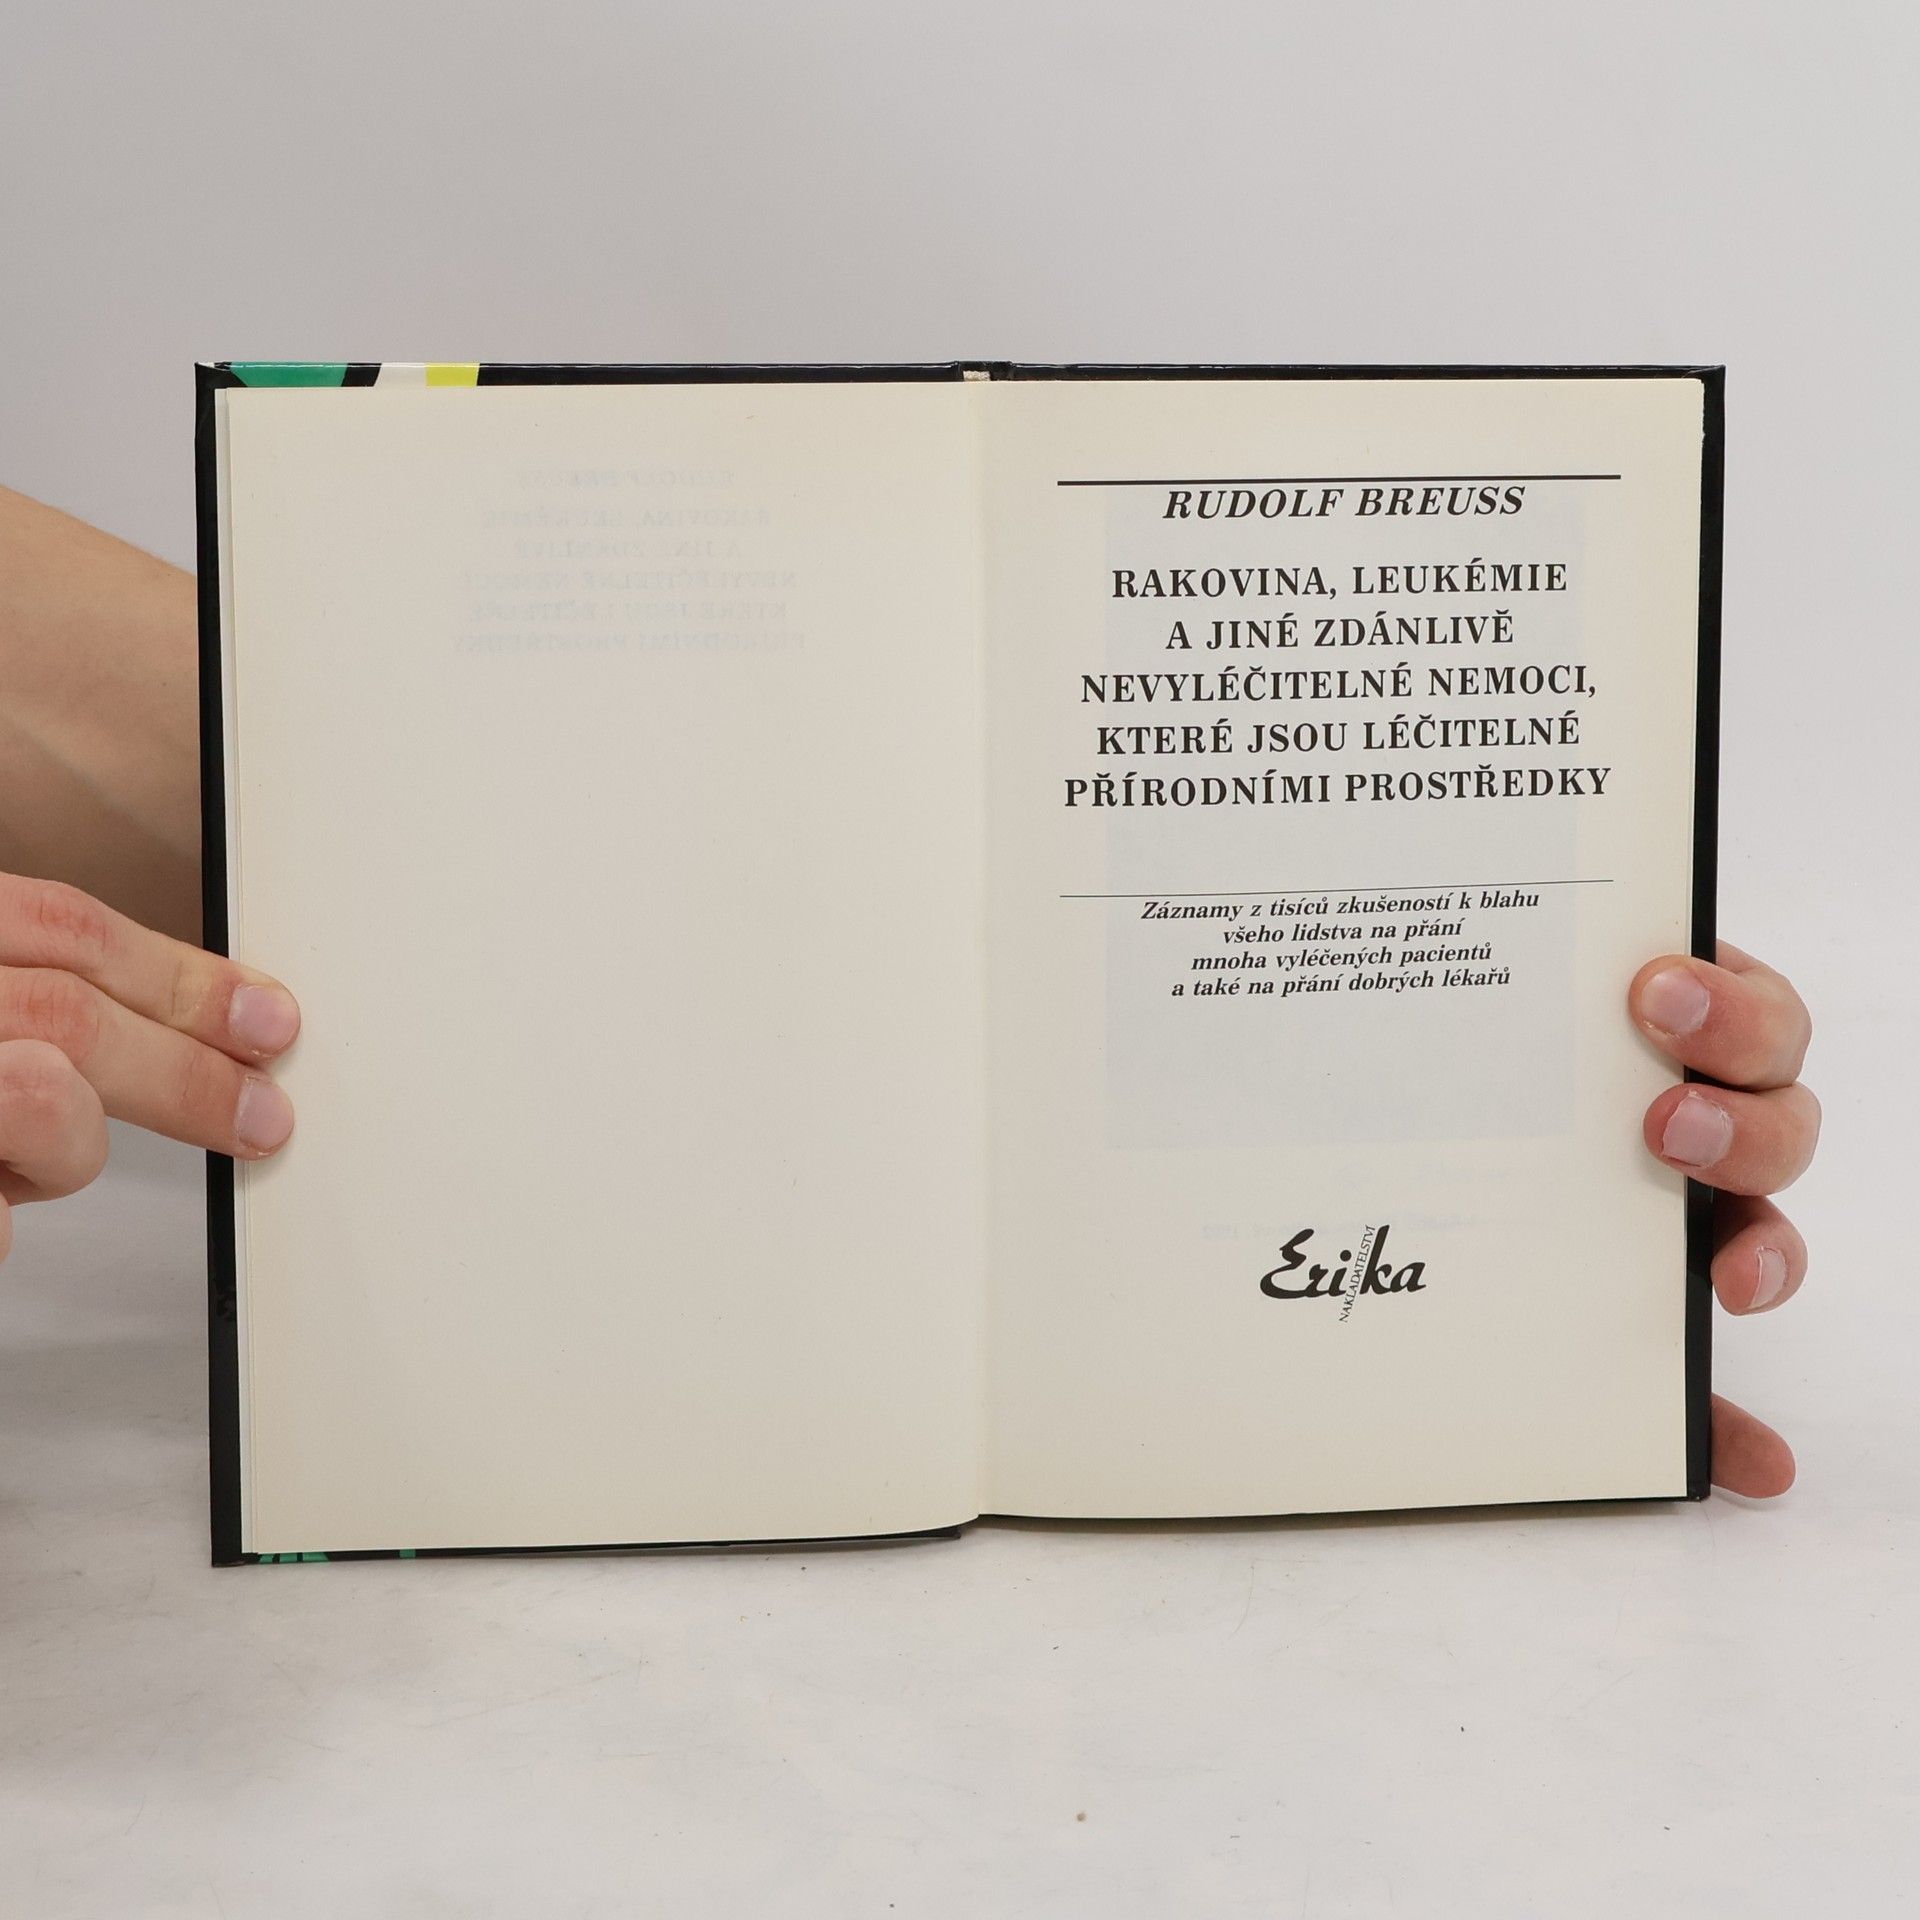 RUDOLF BREUSS
RAKOVINA, LEUKÉMIE
A JINÉ ZDÁNLIVĚ
NEVYLÉČITELNÉ NEMOCI,
KTERÉ JSOU LÉČITELNÉ
PŘÍRODNÍMI PROSTŘEDKY
Záznamy z tisíců zkušeností k blahu
všeho lidstva na přání
mnoha vyléčených pacientů
a také na přání dobrých lékařů
Erika
NAKLADATELSTVÍ